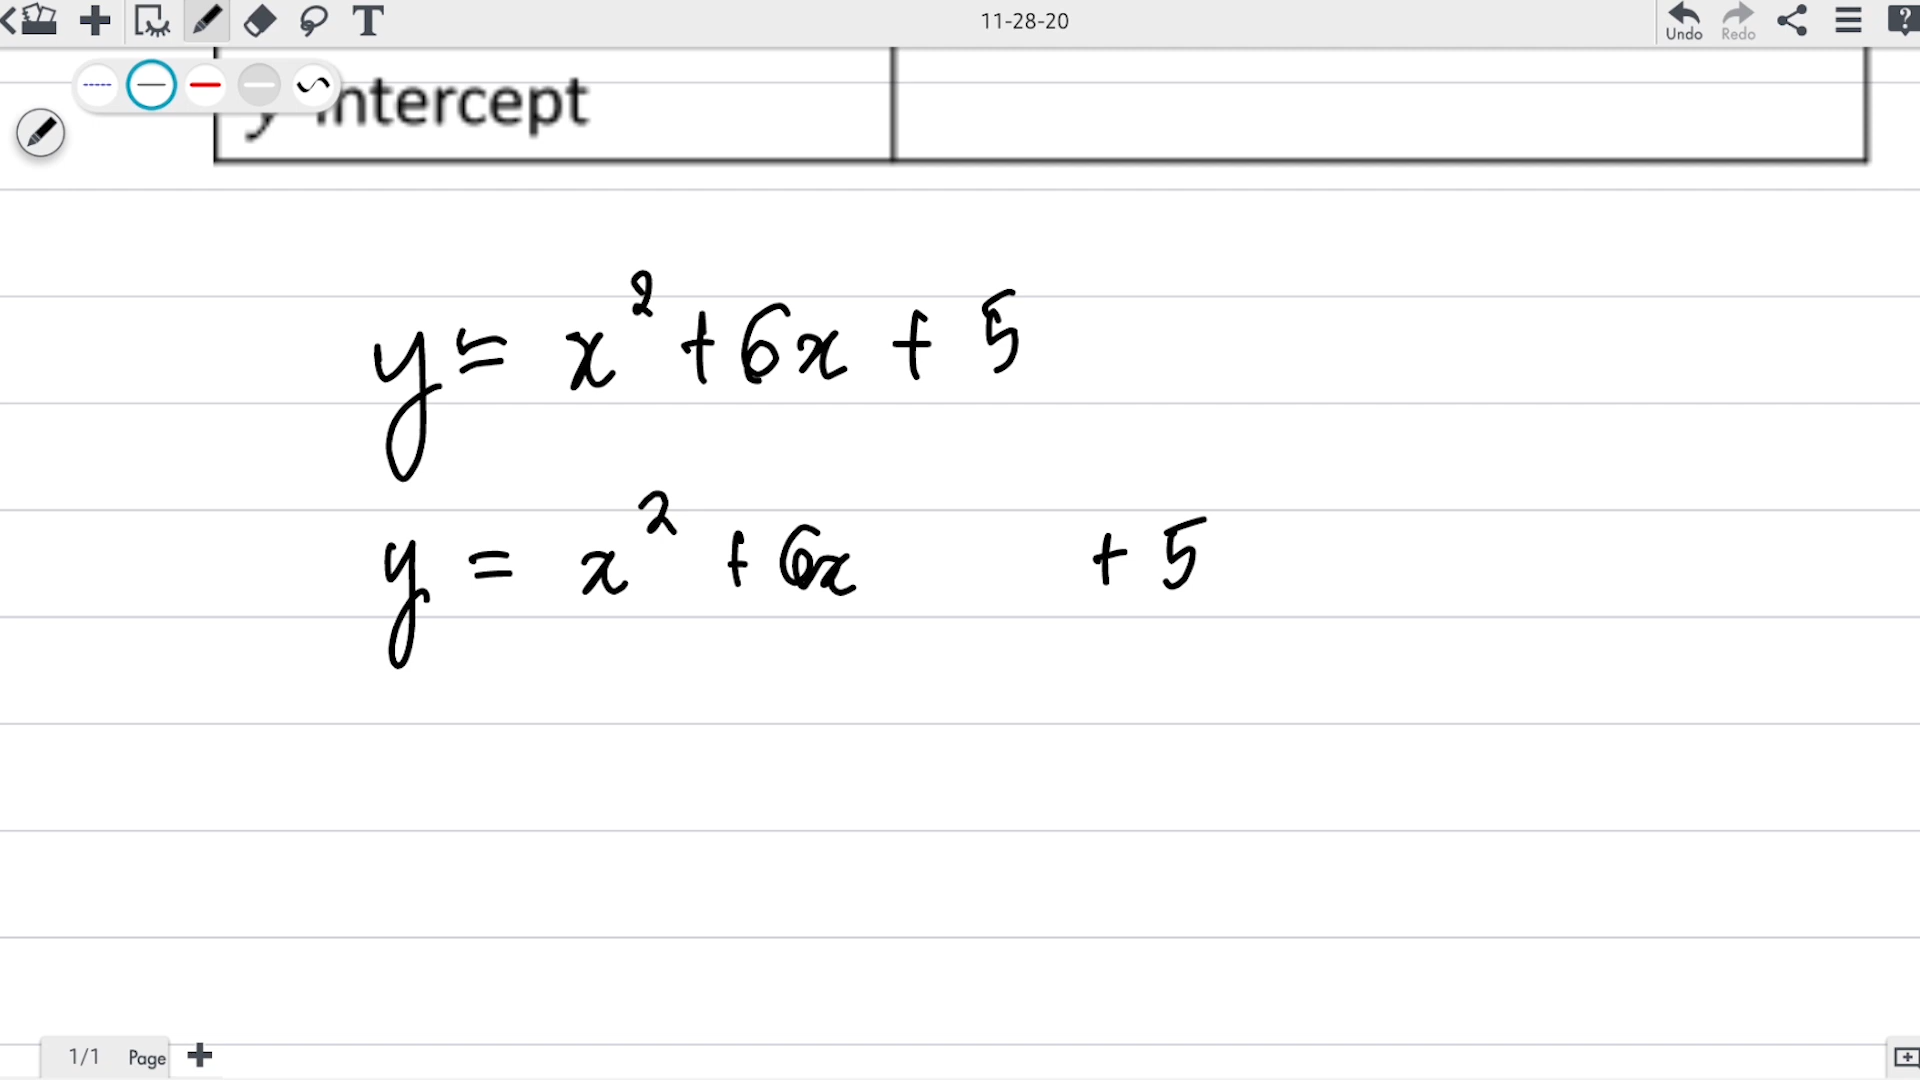 T
11-28-20
Undo
Redo
?
y intercept
y = x² + 6x + 5
y = x² + 6x + 5
1/1 Page